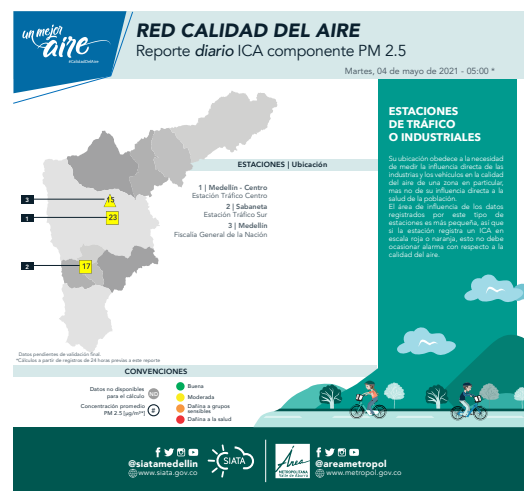 un mejor
aire
#CalidadDelAire
RED CALIDAD DEL AIRE
Reporte diario ICA componente PM 2.5
Martes, 04 de mayo de 2021 - 05:00 *
ESTACIONES | Ubicación
1 | Medellín - Centro
Estación Tráfico Centro
2 | Sabaneta
Estación Tráfico Sur
3 | Medellín
Fiscalía General de la Nación
3
15
1
23
2
17
Datos pendientes de validación final.
*Cálculos a partir de registros de 24 horas previas a este reporte
ESTACIONES
DE TRÁFICO
O INDUSTRIALES
Su ubicación obedece a la necesidad
de medir la influencia directa de las
industrias y los vehículos en la calidad
del aire de una zona en particular,
mas no de su influencia directa a la
salud de la población.
El área de influencia de los datos
registrados por este tipo de
estaciones es más pequeña, así que
si la estación registra un ICA en
escala roja o naranja, esto no debe
ocasionar alarma con respecto a la
calidad del aire.
CONVENCIONES
Datos no disponibles
para el cálculo
ND
Concentración promedio
PM 2.5 (µg/m³*)
#
Buena
Moderada
Dañina a grupos
sensibles
Dañina a la salud
@siatamedellin
www.siata.gov.co
SIATA
Área
METROPOLITANA
Valle de Aburrá
@areametropol
www.metropol.gov.co